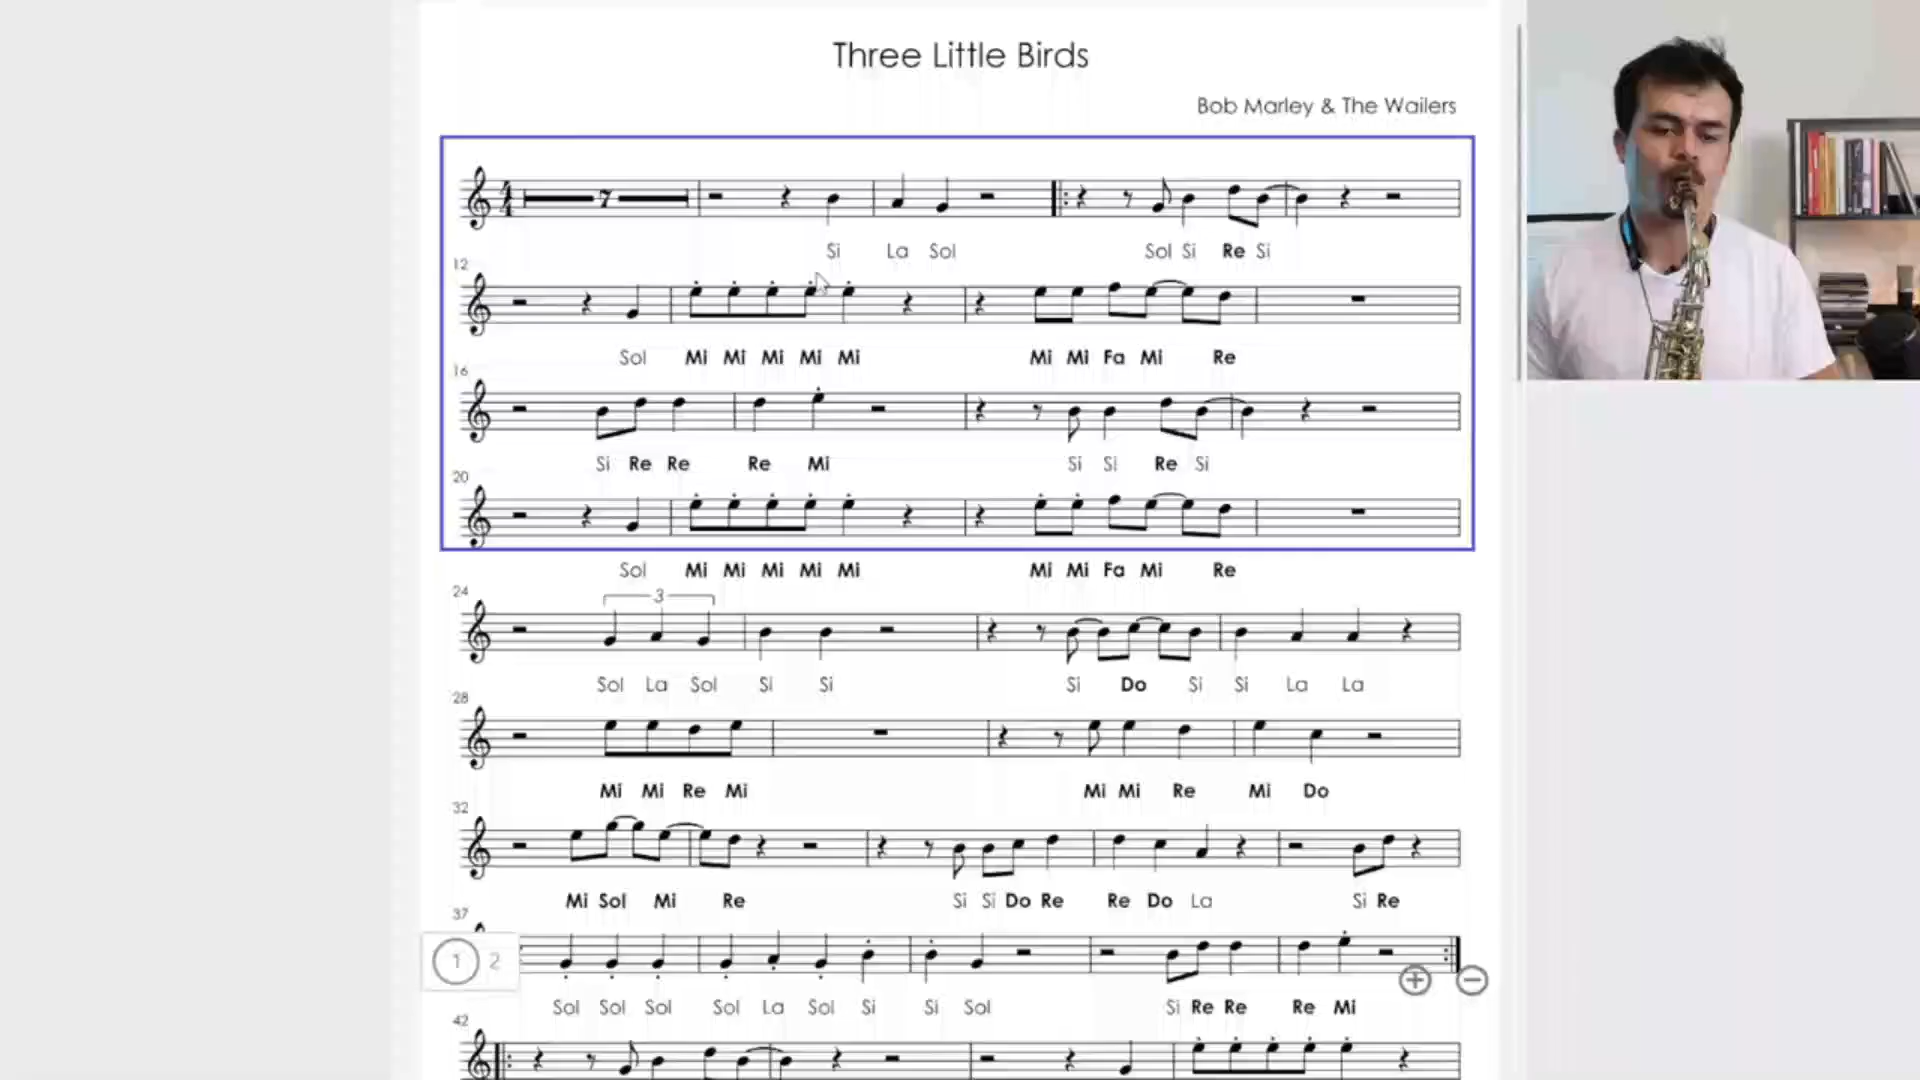 Three Little Birds
Bob Marley & The Wailers
7
Si La Sol Sol Si Re Si
12
Sol Mi Mi Mi Mi Mi Mi Mi Fa Mi Re
16
Si Re Re Re Mi Si Si Re Si
20
Sol Mi Mi Mi Mi Mi Mi Mi Fa Mi Re
24
3
Sol La Sol Si Si Si Do Si Si La La
28
Mi Mi Re Mi Mi Mi Re Mi Do
32
Mi Sol Mi Re Si Si Do Re Re Do La Si Re
37
1 2
Sol Sol Sol Sol La Sol Si Si Sol Si Re Re Re Mi
42